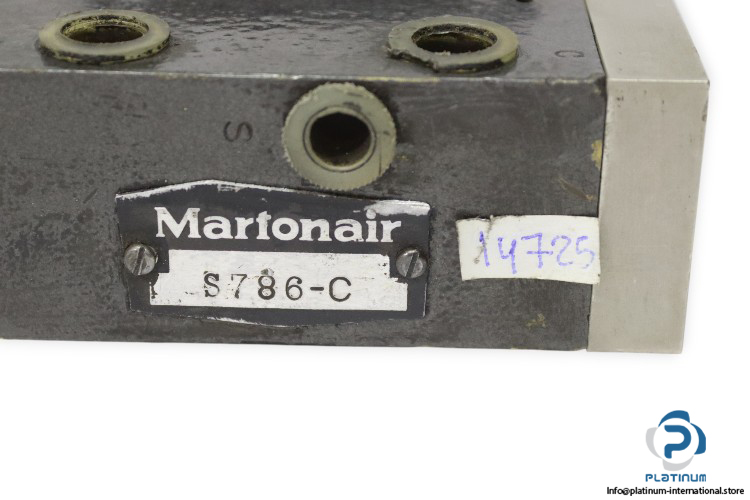 C
S
Martonair
S786-C
14725
PLATINUM
Info@platinum-international.store